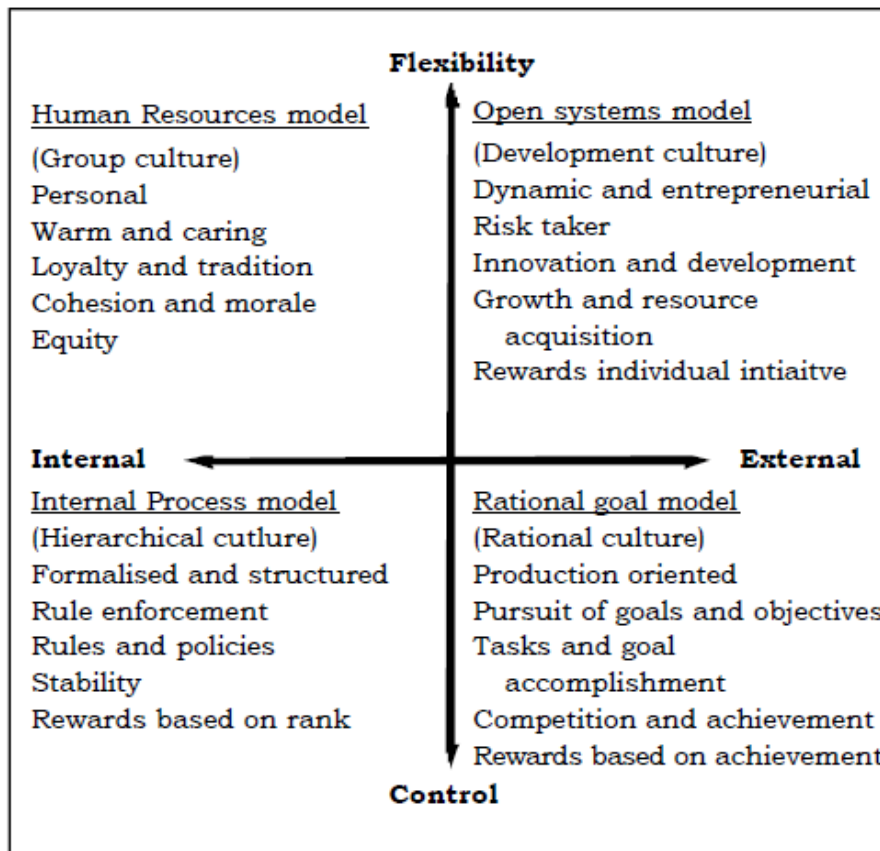 Flexibility
Human Resources model
(Group culture)
Personal
Warm and caring
Loyalty and tradition
Cohesion and morale
Equity
Open systems model
(Development culture)
Dynamic and entrepreneurial
Risk taker
Innovation and development
Growth and resource
acquisition
Rewards individual intiaitve
Internal
External
Internal Process model
(Hierarchical cutlure)
Formalised and structured
Rule enforcement
Rules and policies
Stability
Rewards based on rank
Rational goal model
(Rational culture)
Production oriented
Pursuit of goals and objectives
Tasks and goal
accomplishment
Competition and achievement
Rewards based on achievement
Control